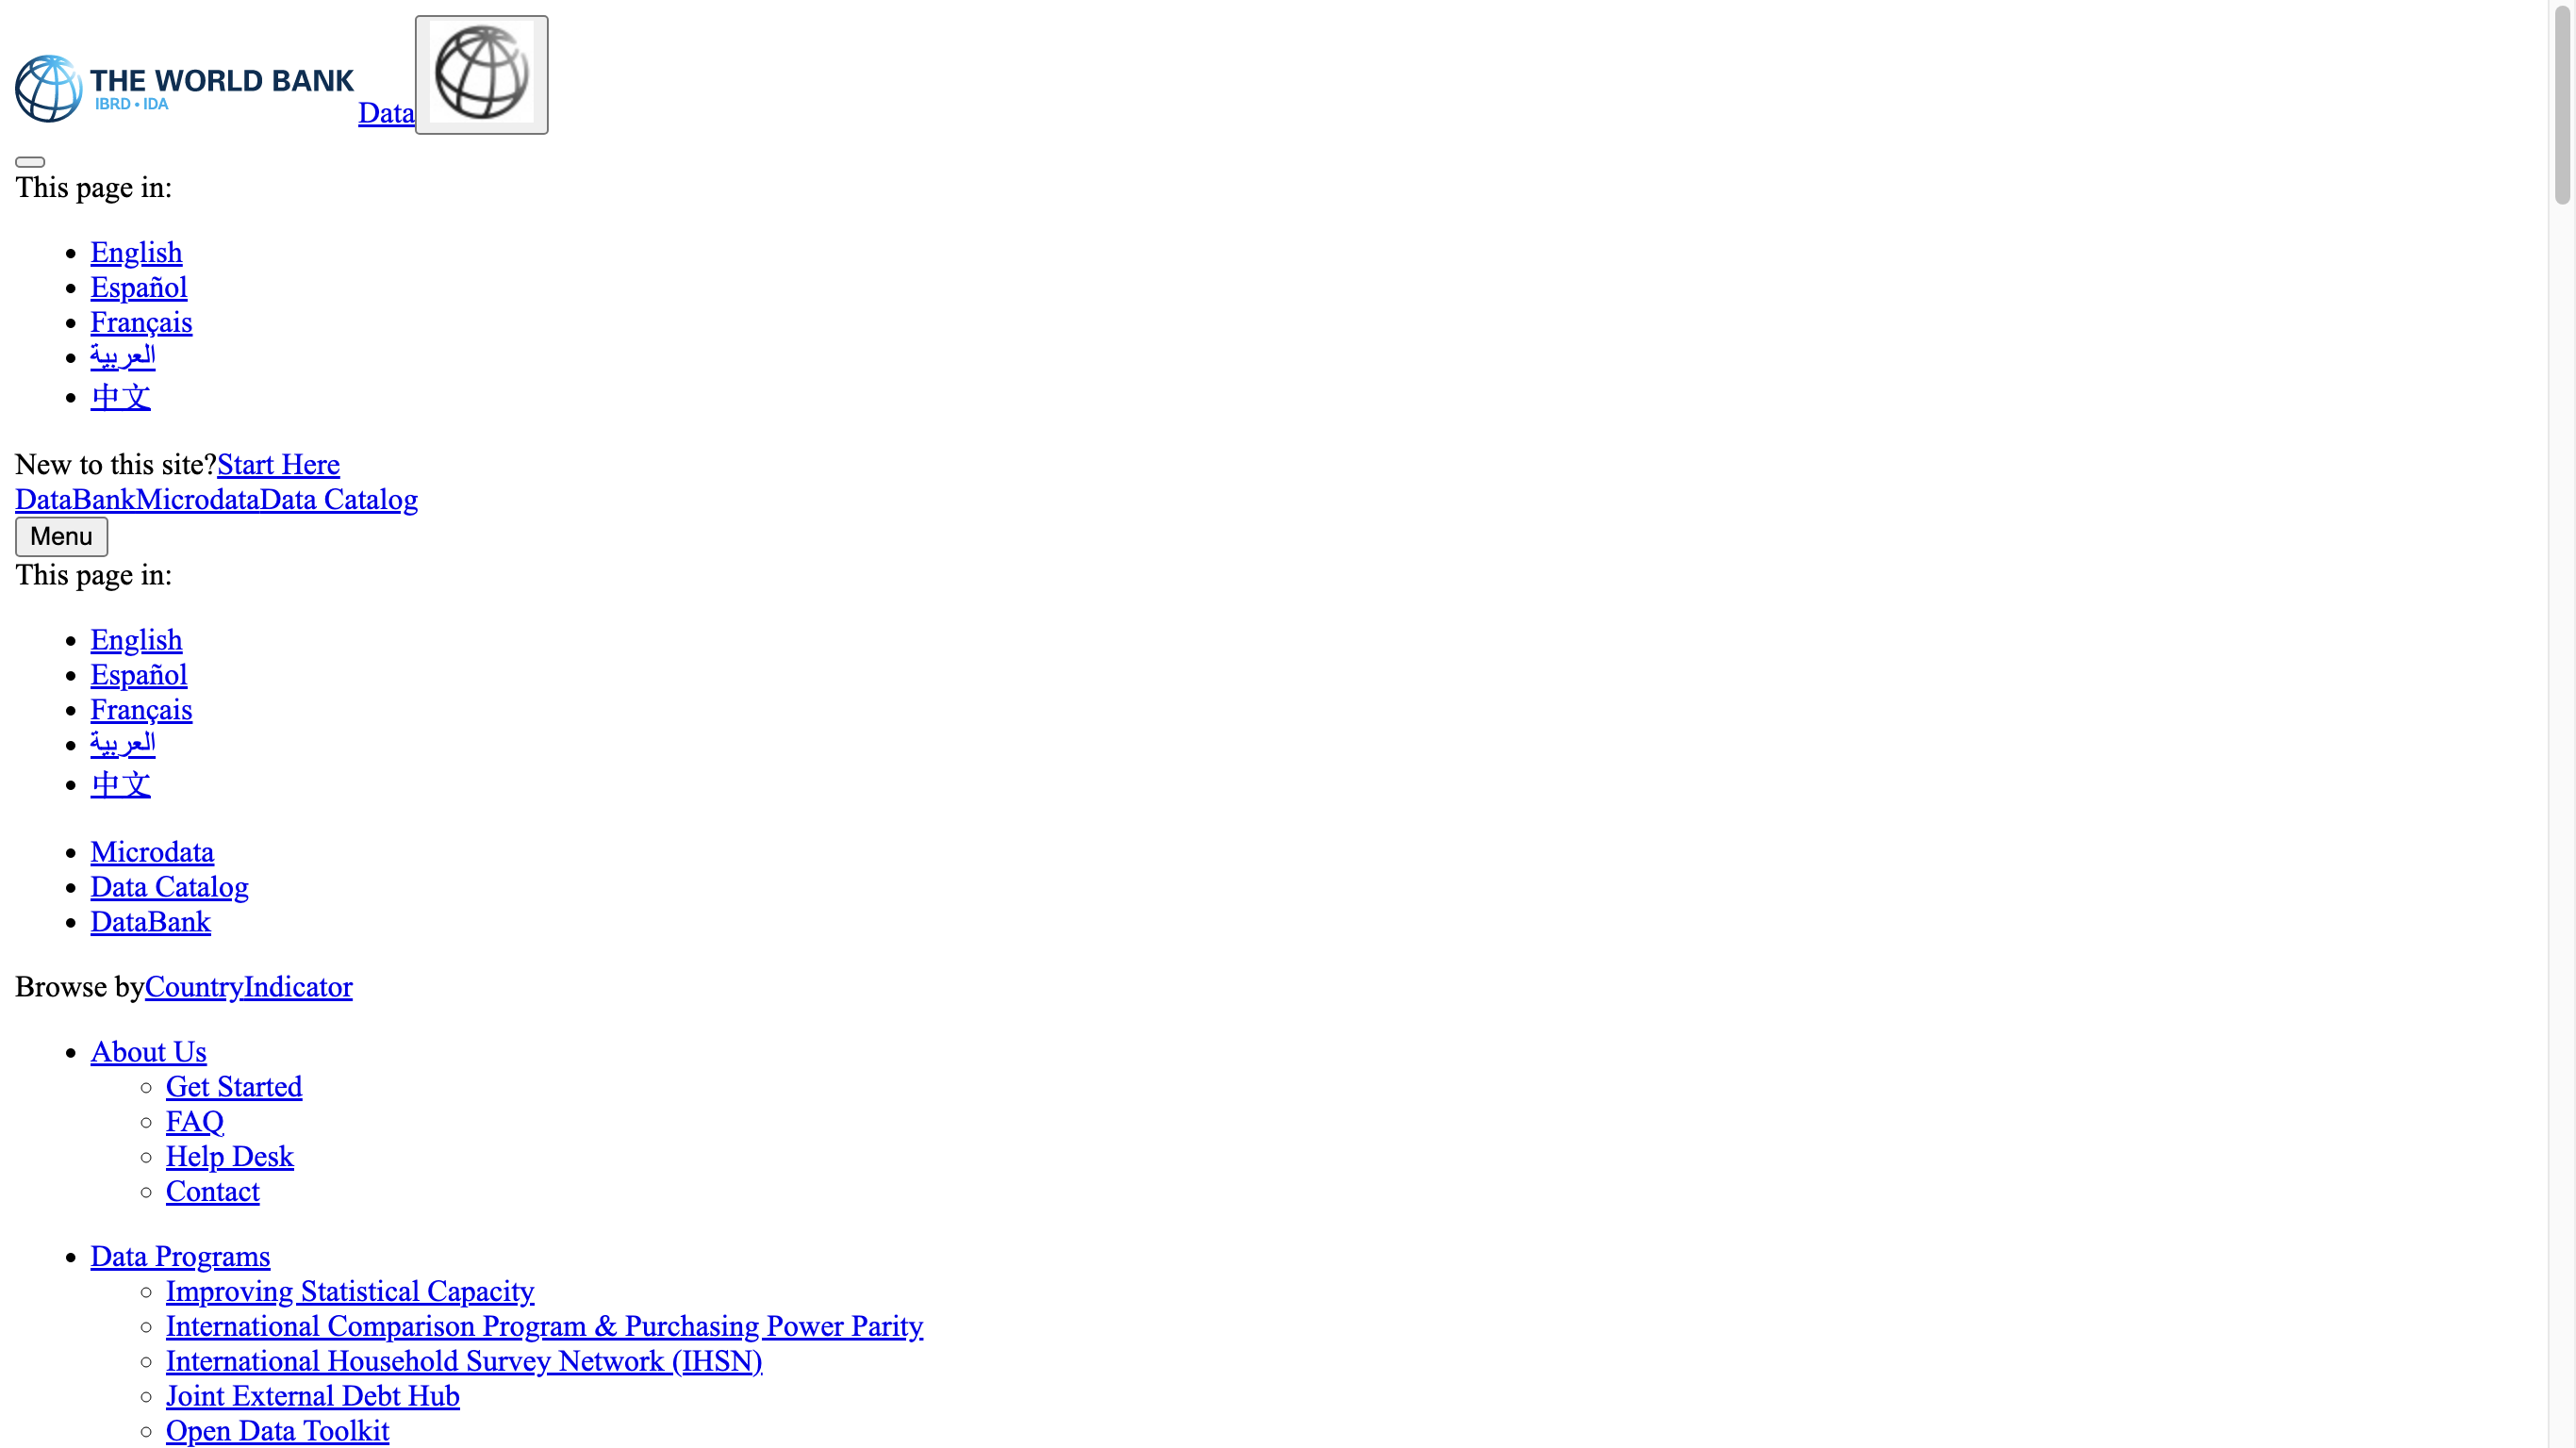 THE WORLD BANK
IBRD • IDA
Data
This page in:
English
Español
Français
العربية
中文
New to this site?Start Here
DataBankMicrodataData Catalog
Menu
This page in:
English
Español
Français
العربية
中文
Microdata
Data Catalog
DataBank
Browse byCountryIndicator
About Us
Get Started
FAQ
Help Desk
Contact
Data Programs
Improving Statistical Capacity
International Comparison Program & Purchasing Power Parity
International Household Survey Network (IHSN)
Joint External Debt Hub
Open Data Toolkit